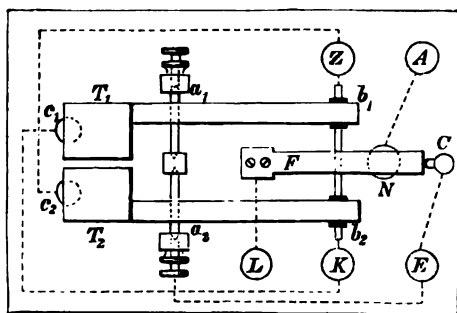 Z A
T₁ a₁ b₁
c₁ C
F
N
c₂
T₂ a₂ b₂
L K E